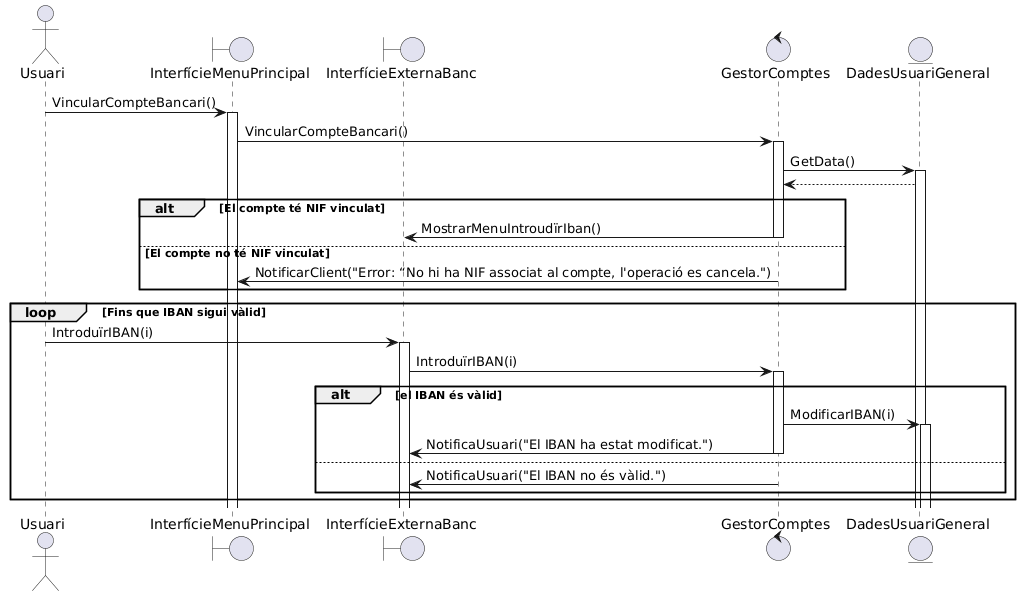 Usuari
InterfícieMenuPrincipal
InterfícieExternaBanc
GestorComptes
DadesUsuariGeneral
VincularCompteBancari()
VincularCompteBancari()
GetData()
alt
[El compte té NIF vinculat]
MostrarMenuIntroudïrIban()
[El compte no té NIF vinculat]
NotificarClient("Error: “No hi ha NIF associat al compte, l'operació es cancela.")
loop
[Fins que IBAN sigui vàlid]
IntroduïrIBAN(i)
IntroduïrIBAN(i)
alt
[el IBAN és vàlid]
ModificarIBAN(i)
NotificaUsuari("El IBAN ha estat modificat.")
NotificaUsuari("El IBAN no és vàlid.")
Usuari
InterfícieMenuPrincipal
InterfícieExternaBanc
GestorComptes
DadesUsuariGeneral